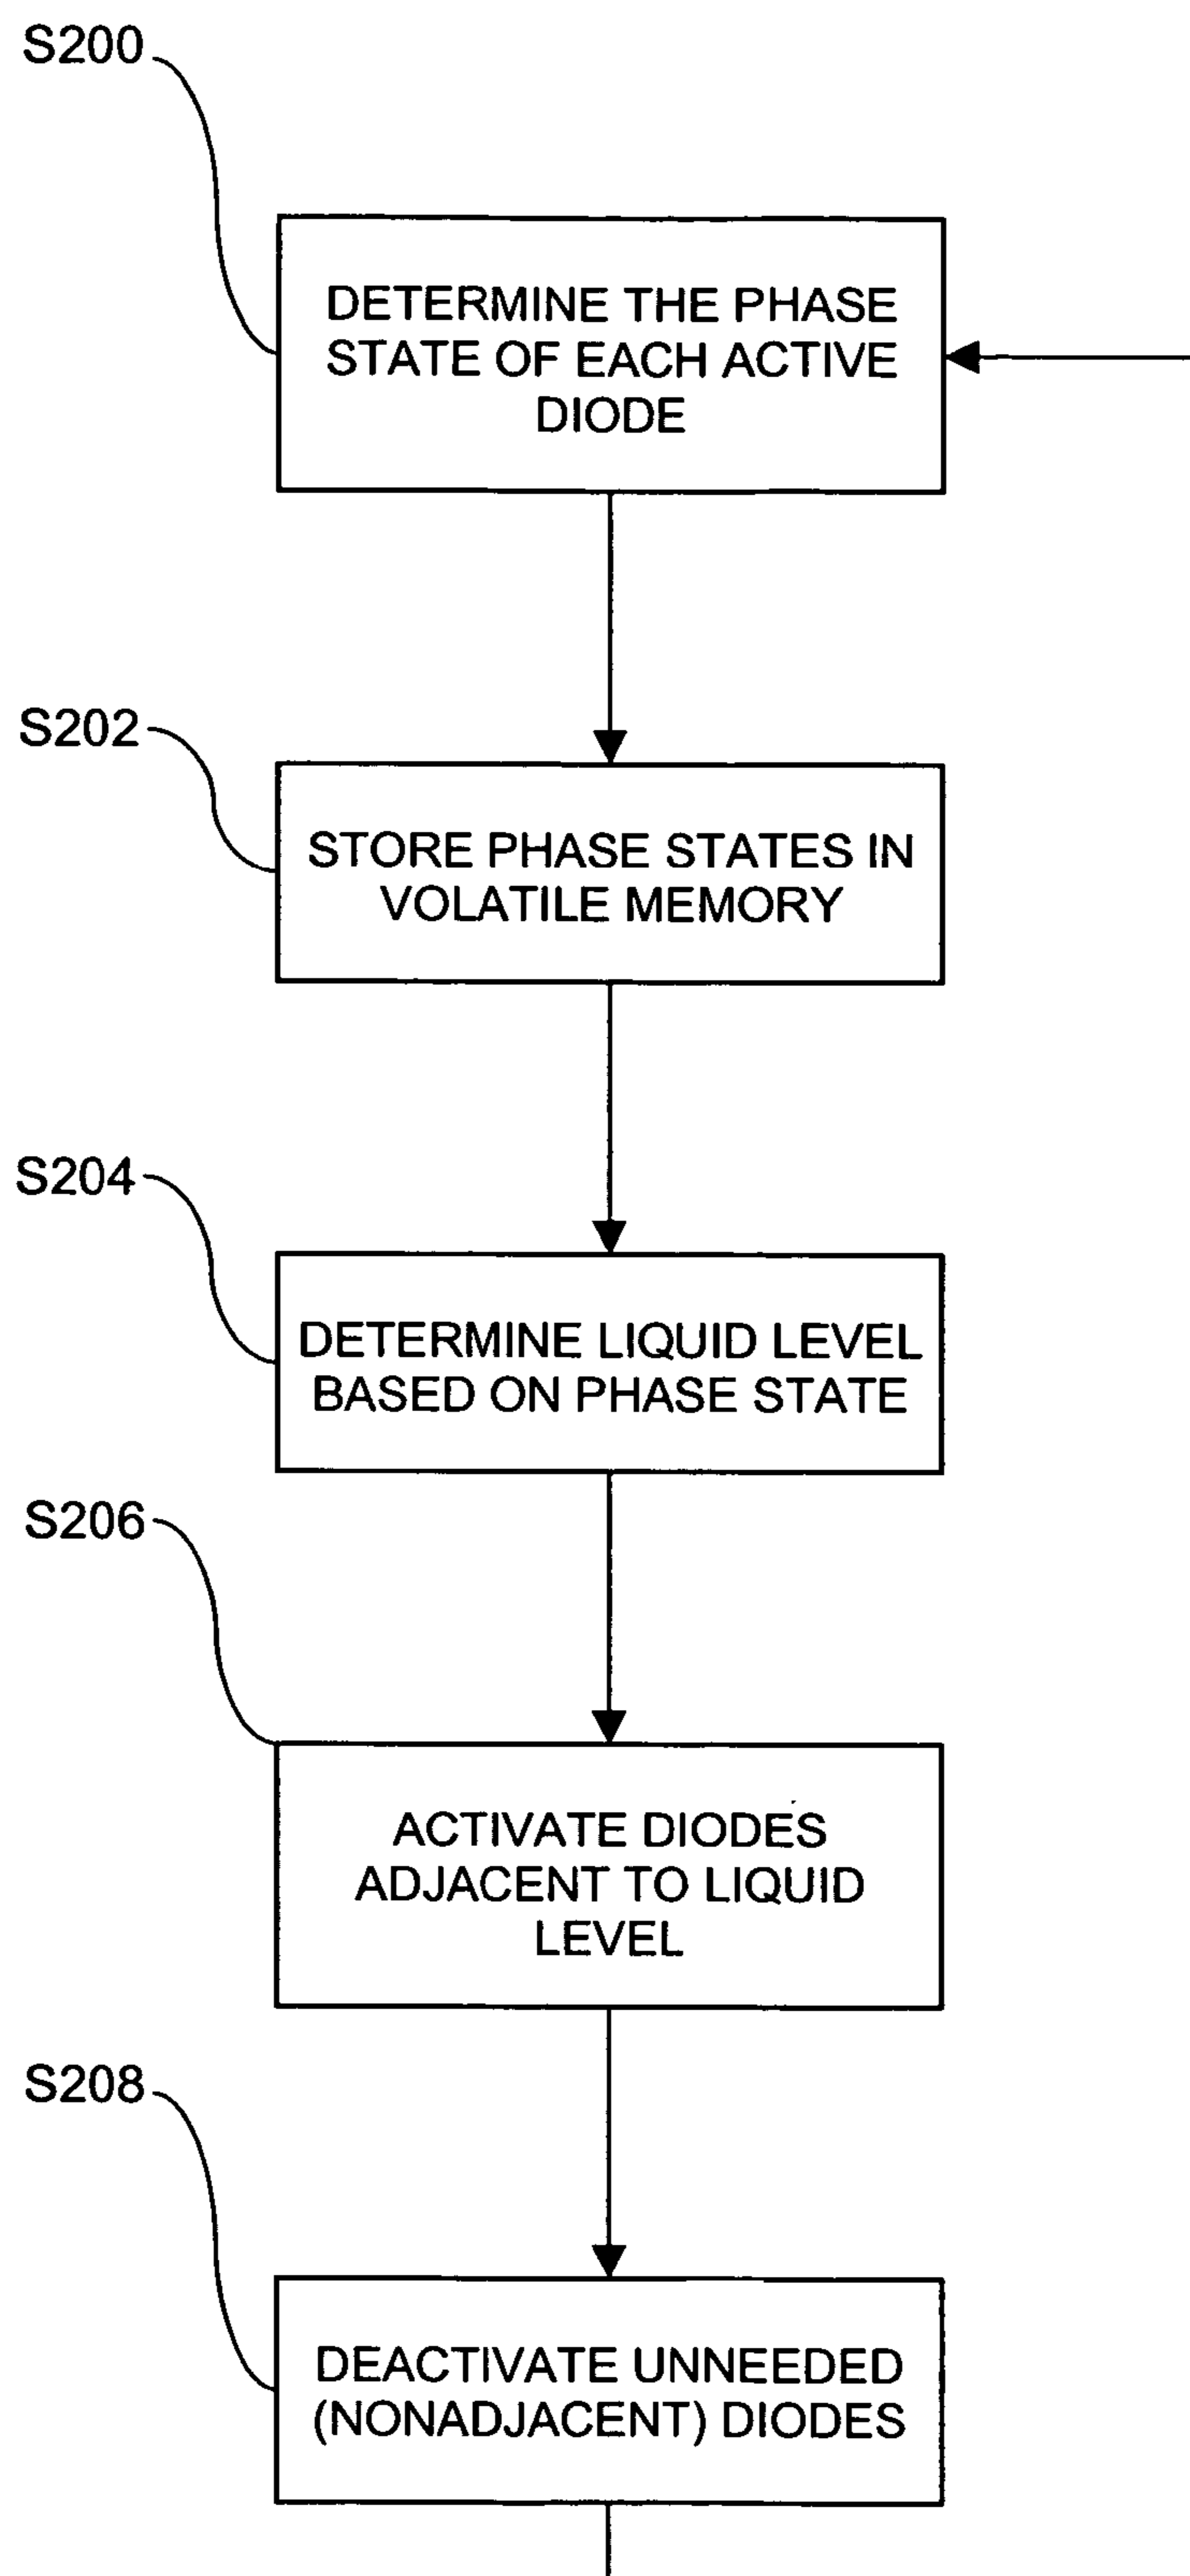 S200
DETERMINE THE PHASE
STATE OF EACH ACTIVE
DIODE
S202
STORE PHASE STATES IN
VOLATILE MEMORY
S204
DETERMINE LIQUID LEVEL
BASED ON PHASE STATE
S206
ACTIVATE DIODES
ADJACENT TO LIQUID
LEVEL
S208
DEACTIVATE UNNEEDED
(NONADJACENT) DIODES